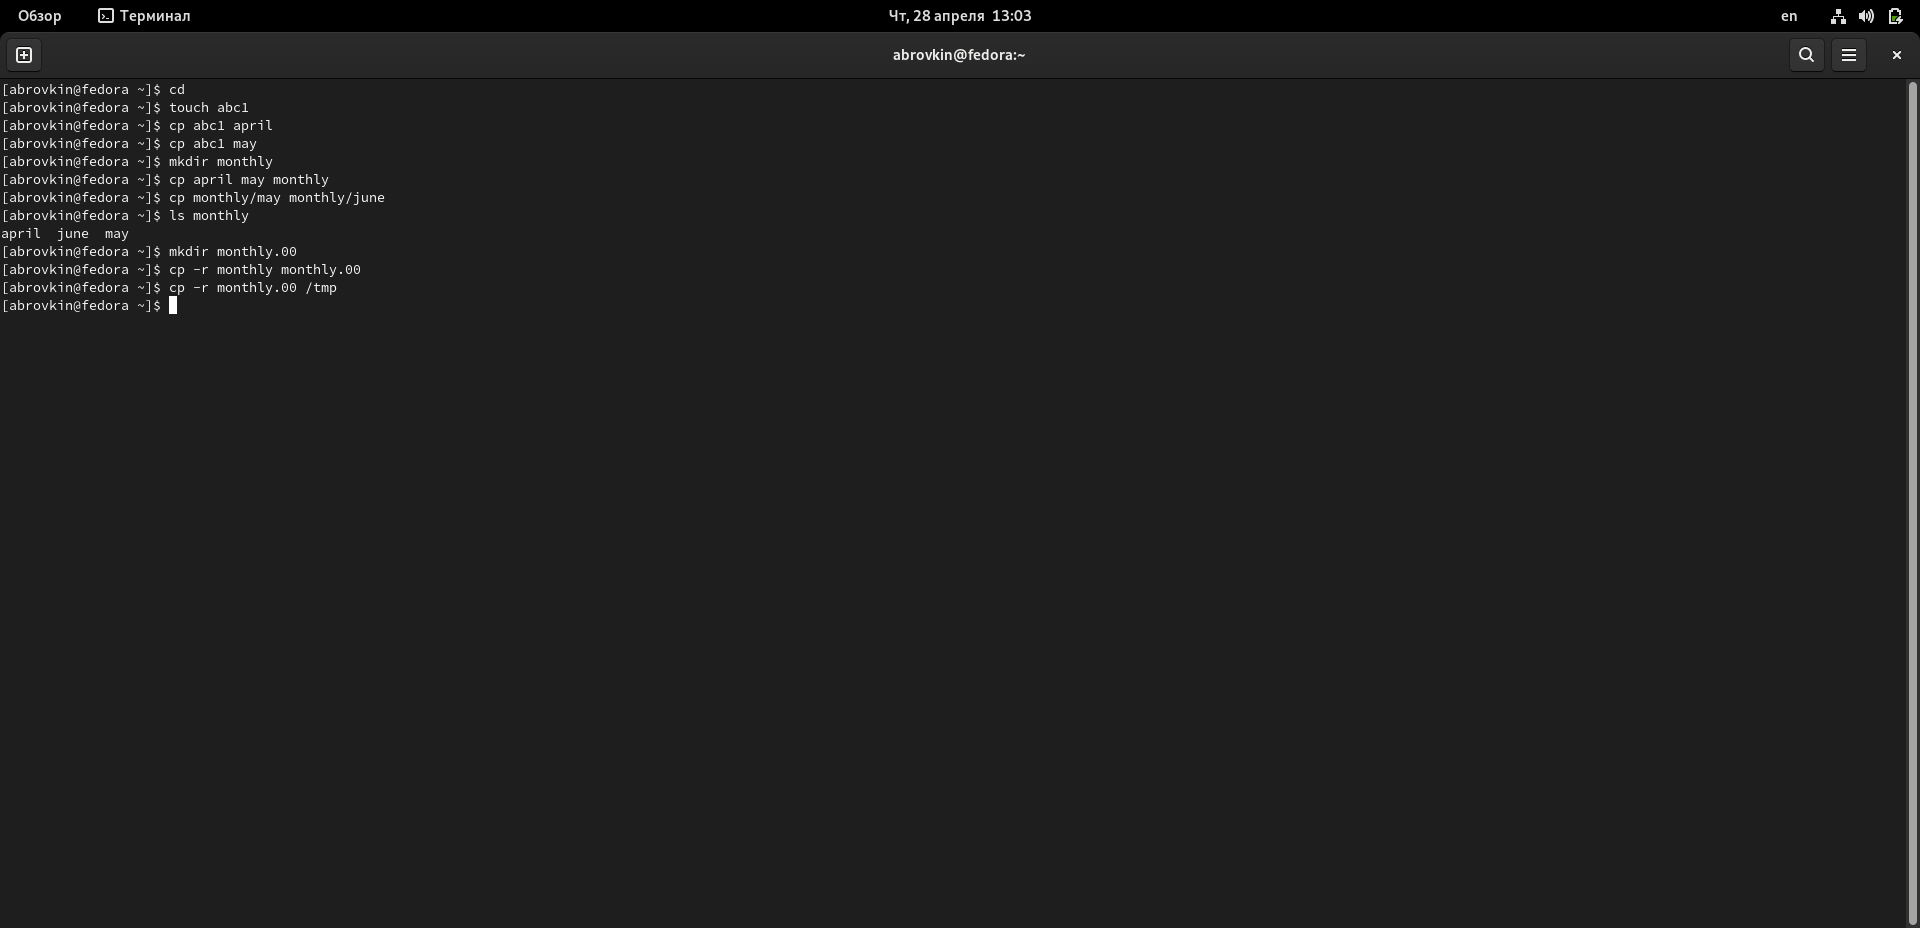 Обзор Терминал Чт, 28 апреля 13:03 en
abrovkin@fedora:~
[abrovkin@fedora ~]$ cd
[abrovkin@fedora ~]$ touch abc1
[abrovkin@fedora ~]$ cp abc1 april
[abrovkin@fedora ~]$ cp abc1 may
[abrovkin@fedora ~]$ mkdir monthly
[abrovkin@fedora ~]$ cp april may monthly
[abrovkin@fedora ~]$ cp monthly/may monthly/june
[abrovkin@fedora ~]$ ls monthly
april  june  may
[abrovkin@fedora ~]$ mkdir monthly.00
[abrovkin@fedora ~]$ cp -r monthly monthly.00
[abrovkin@fedora ~]$ cp -r monthly.00 /tmp
[abrovkin@fedora ~]$